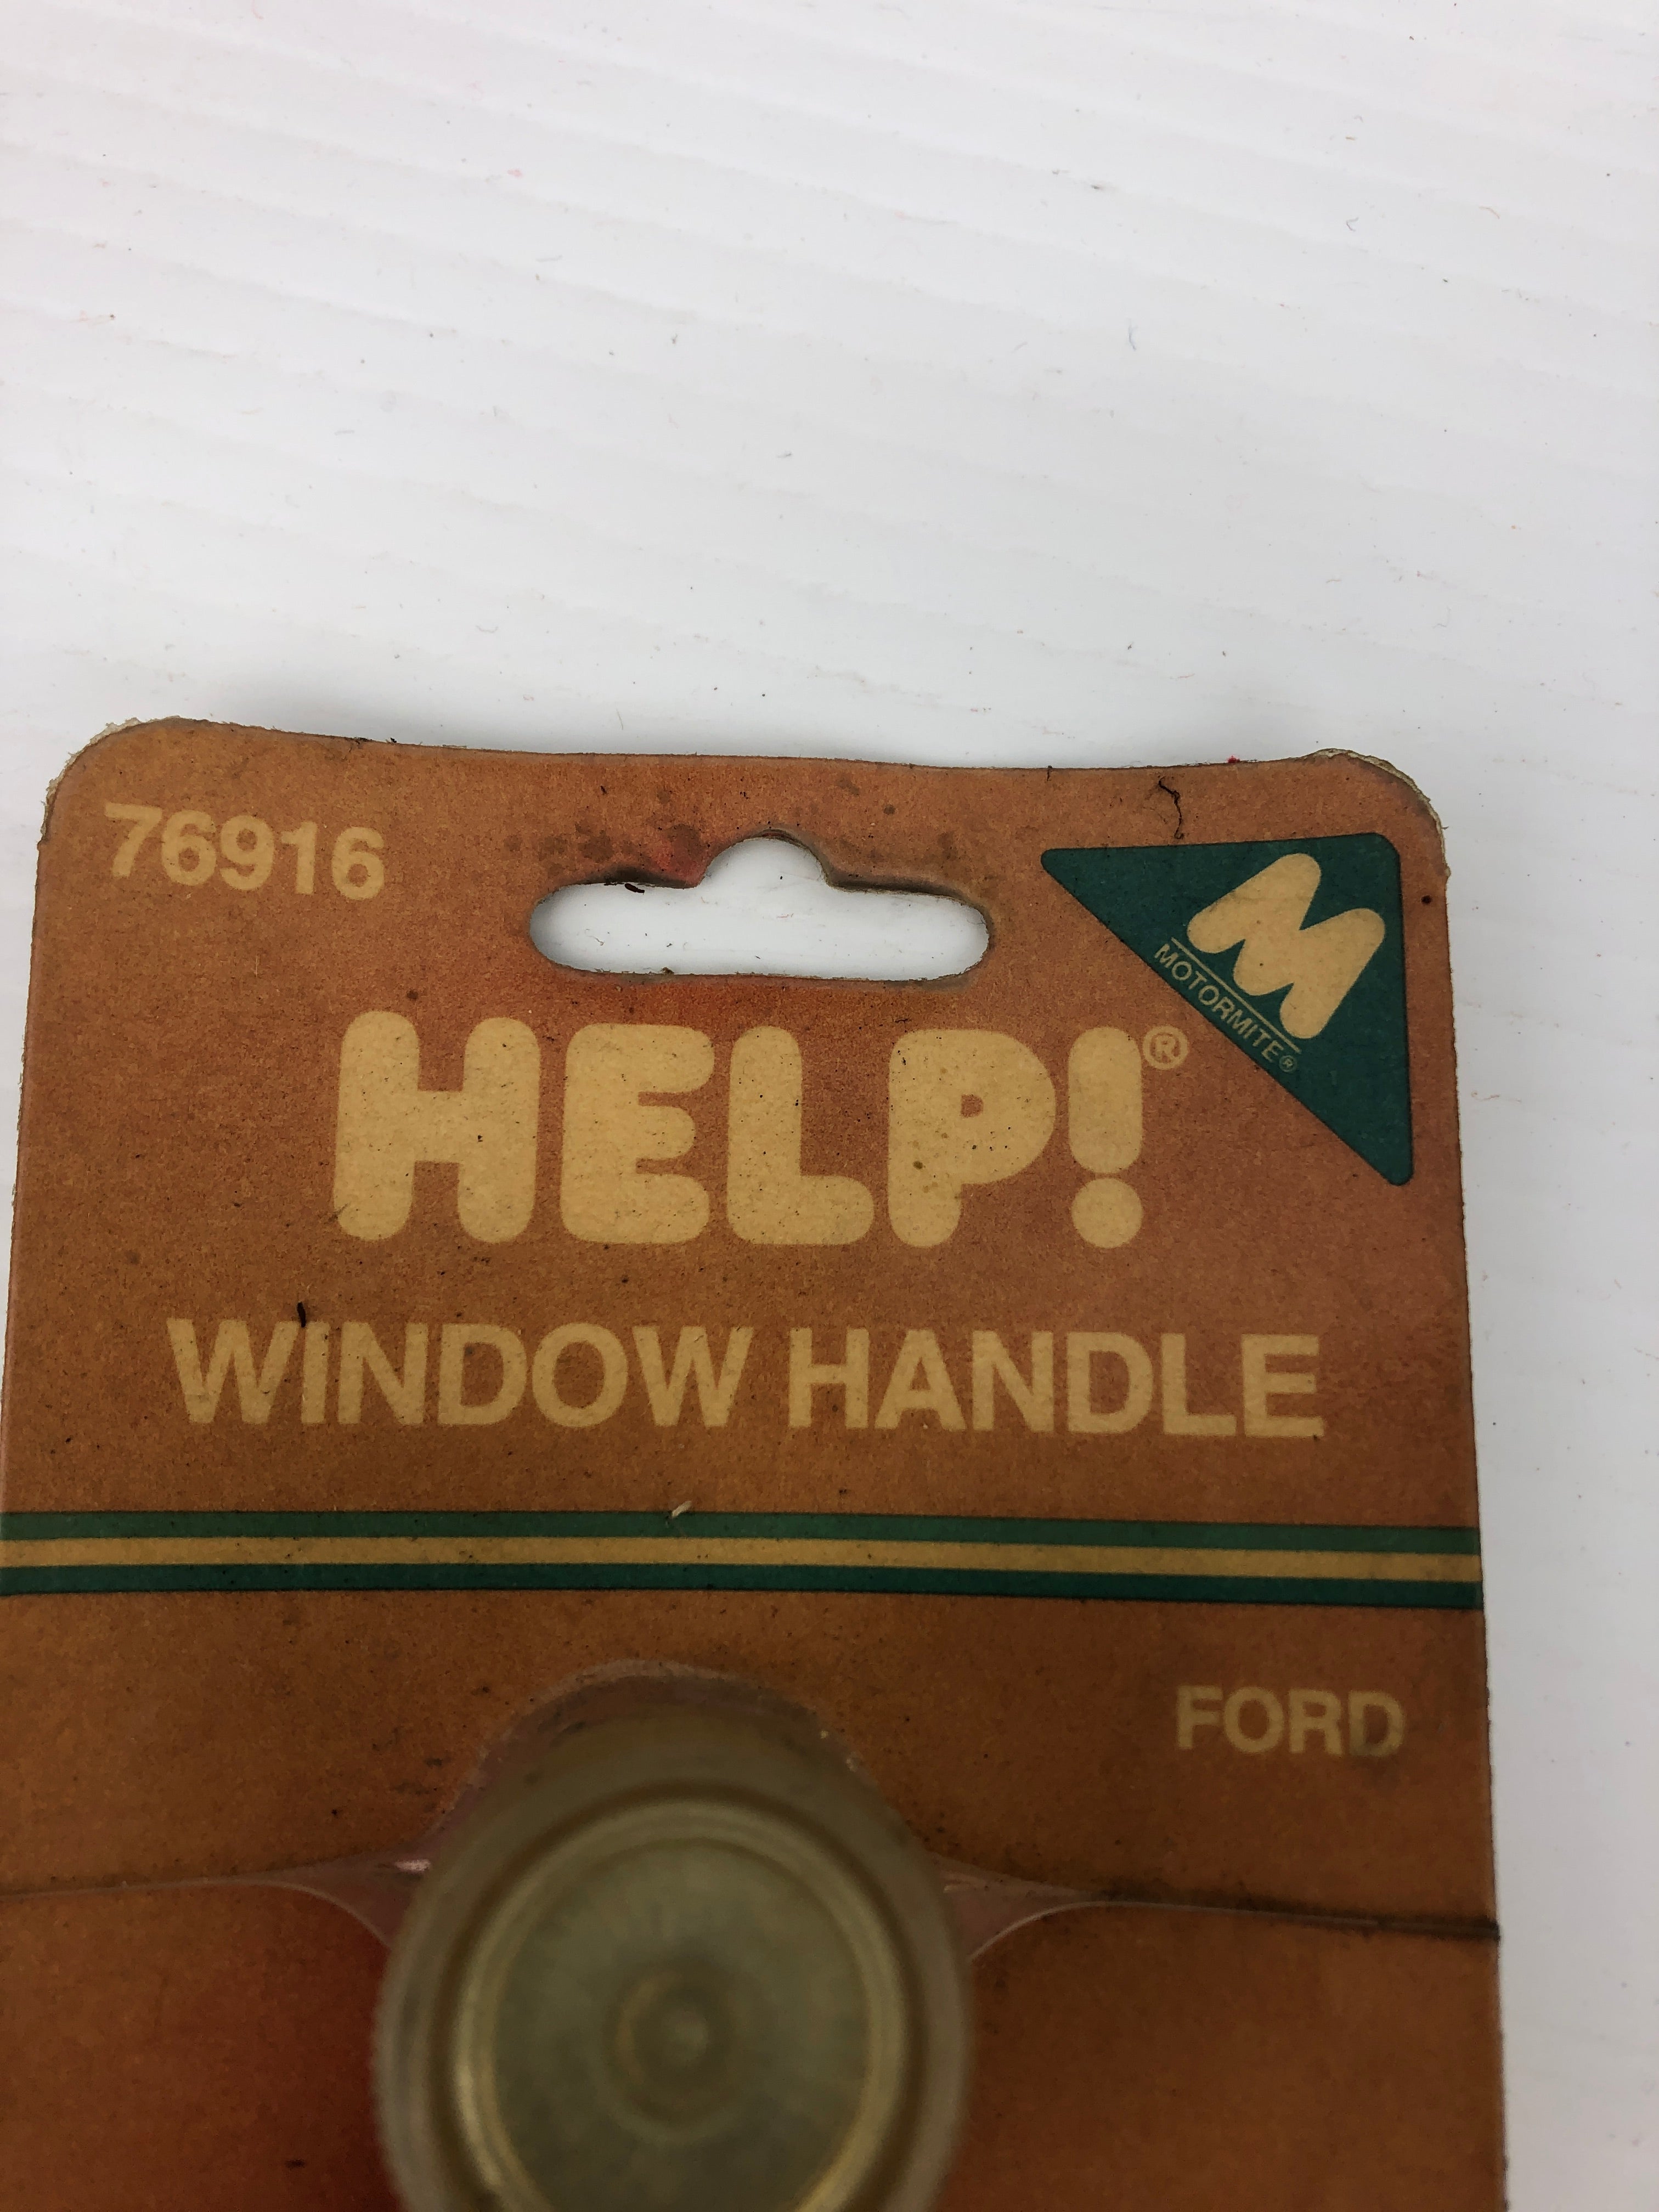 76916
M
MOTORMITE®
HELP!®
WINDOW HANDLE
FORD